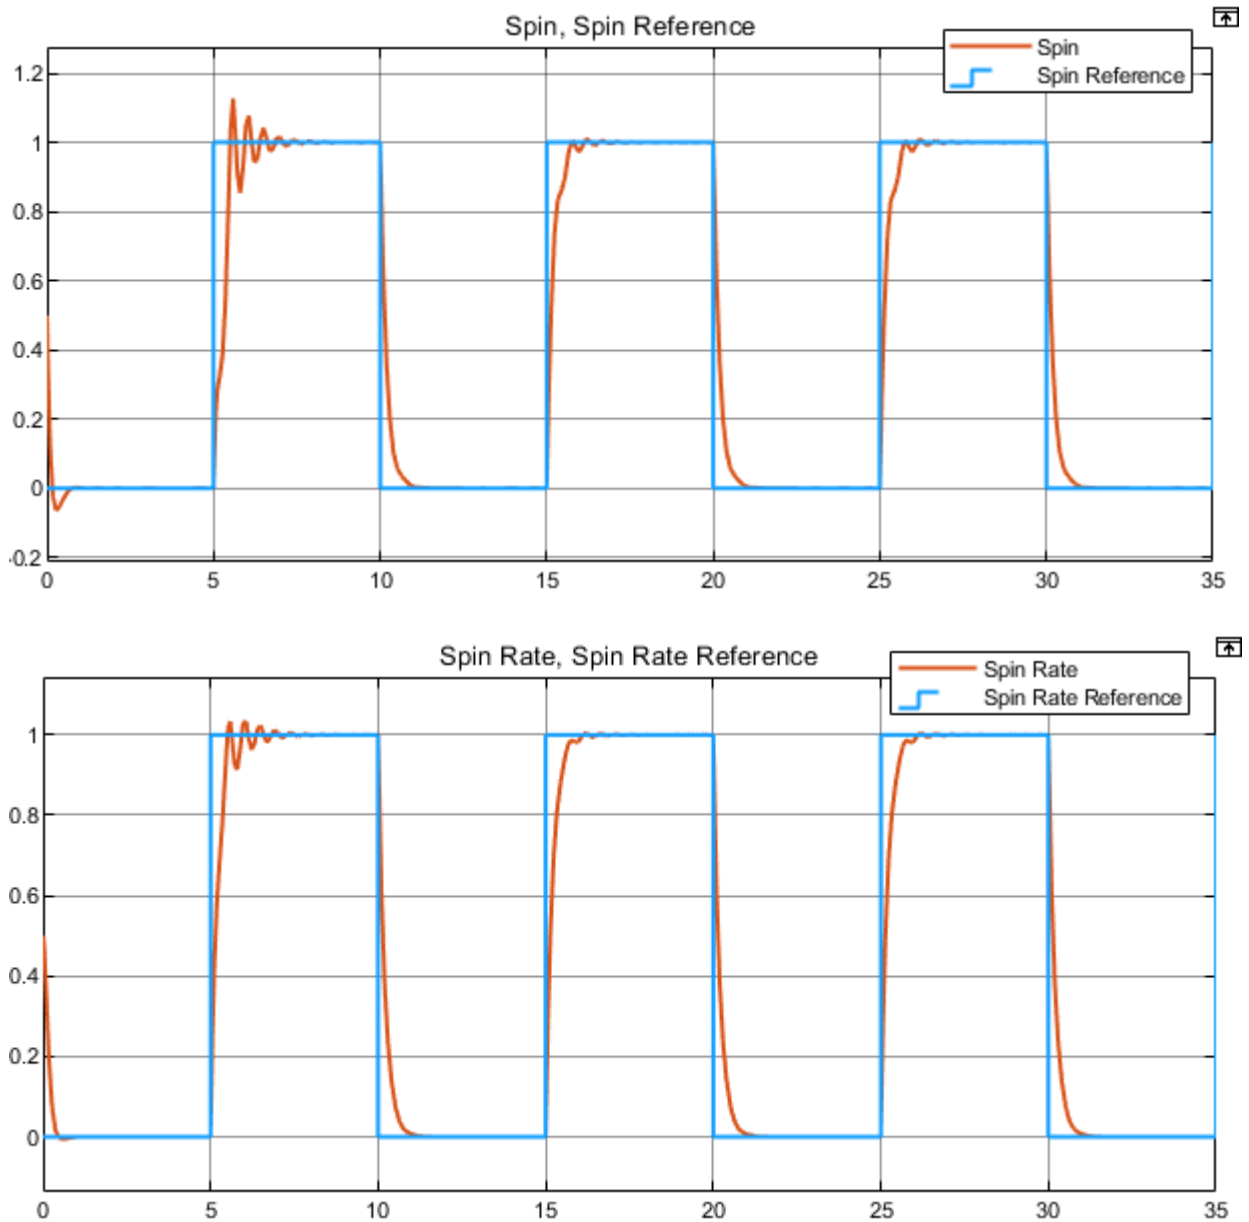 Spin, Spin Reference
Spin
Spin Reference
1.2
1
0.8
0.6
0.4
0.2
0
-0.2
0 5 10 15 20 25 30 35
Spin Rate, Spin Rate Reference
Spin Rate
Spin Rate Reference
1
0.8
0.6
0.4
0.2
0
0 5 10 15 20 25 30 35